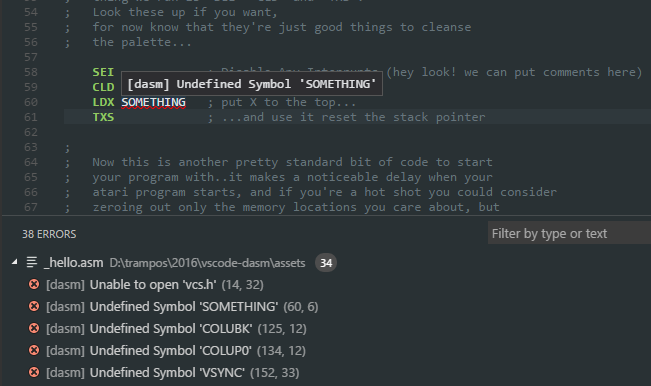 54 ; Look these up if you want,
55 ; for now know that they're just good things to cleanse
56 ; the palette...
57
58 SEI ; Disable Any Interrupts (hey look! we can put comments here)
[dasm] Undefined Symbol 'SOMETHING'
59 CLD
60 LDX SOMETHING ; put X to the top...
61 TXS ; ...and use it reset the stack pointer
62
63 ;
64 ; Now this is another pretty standard bit of code to start
65 ; your program with..it makes a noticeable delay when your
66 ; atari program starts, and if you're a hot shot you could consider
67 ; zeroing out only the memory locations you care about, but
38 ERRORS
Filter by type or text
_hello.asm D:\trampos\2016\vscode-dasm\assets 34
[dasm] Unable to open 'vcs.h' (14, 32)
[dasm] Undefined Symbol 'SOMETHING' (60, 6)
[dasm] Undefined Symbol 'COLUBK' (125, 12)
[dasm] Undefined Symbol 'COLUP0' (134, 12)
[dasm] Undefined Symbol 'VSYNC' (152, 33)